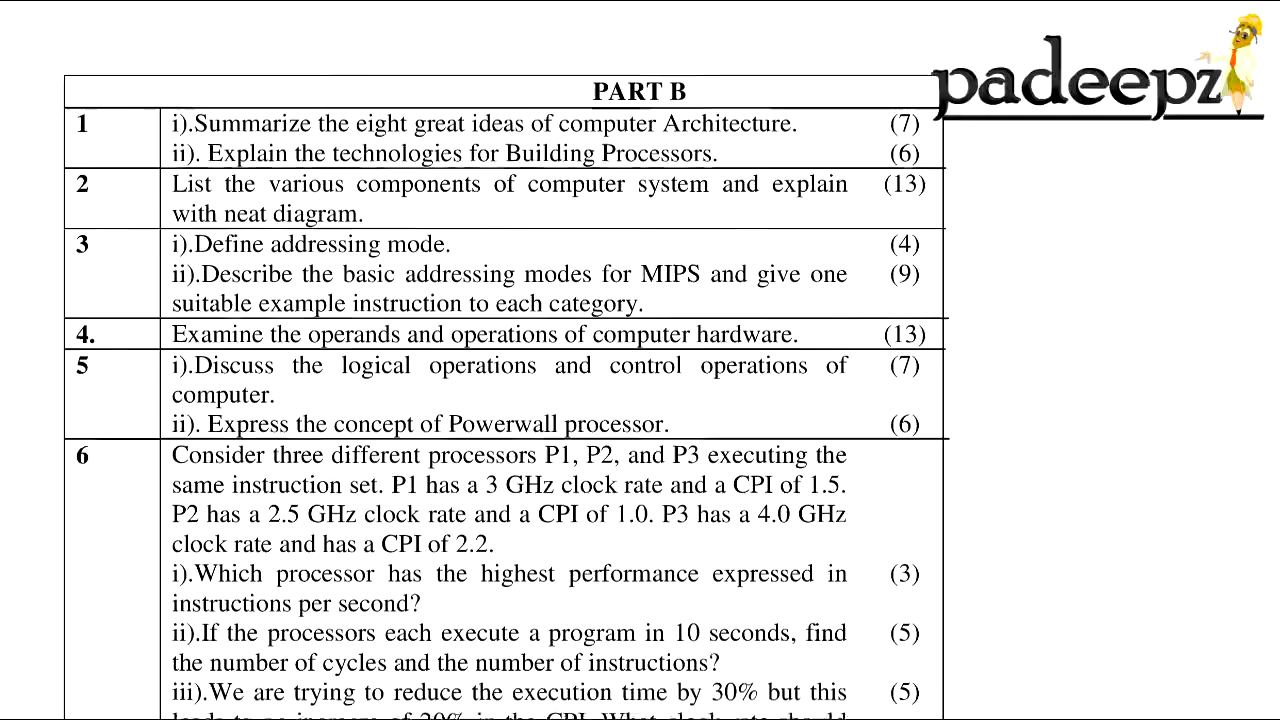 padeepz
PART B
1 i).Summarize the eight great ideas of computer Architecture. (7)
ii). Explain the technologies for Building Processors. (6)
2 List the various components of computer system and explain (13)
with neat diagram.
3 i).Define addressing mode. (4)
ii).Describe the basic addressing modes for MIPS and give one (9)
suitable example instruction to each category.
4. Examine the operands and operations of computer hardware. (13)
5 i).Discuss the logical operations and control operations of (7)
computer.
ii). Express the concept of Powerwall processor. (6)
6 Consider three different processors P1, P2, and P3 executing the
same instruction set. P1 has a 3 GHz clock rate and a CPI of 1.5.
P2 has a 2.5 GHz clock rate and a CPI of 1.0. P3 has a 4.0 GHz
clock rate and has a CPI of 2.2.
i).Which processor has the highest performance expressed in (3)
instructions per second?
ii).If the processors each execute a program in 10 seconds, find (5)
the number of cycles and the number of instructions?
iii).We are trying to reduce the execution time by 30% but this (5)